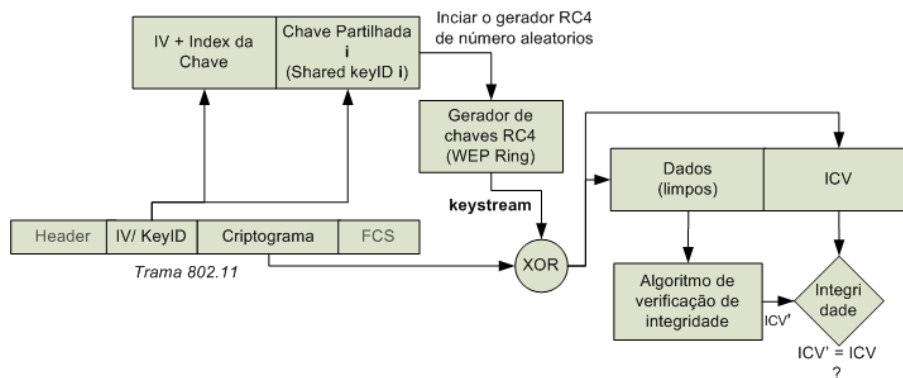 IV + Index da
Chave
Chave Partilhada
i
(Shared keyID i)
Inciar o gerador RC4
de número aleatorios
Gerador de
chaves RC4
(WEP Ring)
keystream
Dados
(limpos)
ICV
Header
IV/ KeyID
Criptograma
FCS
Trama 802.11
XOR
Algoritmo de
verificação de
integridade
ICV'
Integri
dade
ICV' = ICV
?